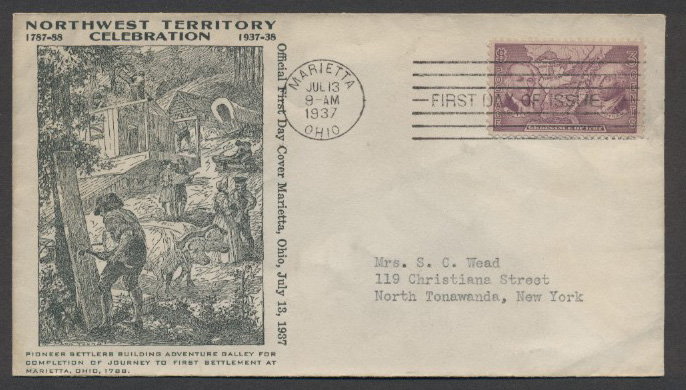 NORTHWEST TERRITORY
1787-88 CELEBRATION 1937-38
Official First Day Cover Marietta, Ohio, July 13, 1937
MARIETTA
JUL 13
9-AM
1937
OHIO
FIRST DAY OF ISSUE
Mrs. S. C. Wead
119 Christiana Street
North Tonawanda, New York
PIONEER SETTLERS BUILDING ADVENTURE GALLEY FOR
COMPLETION OF JOURNEY TO FIRST SETTLEMENT AT
MARIETTA, OHIO, 1788.